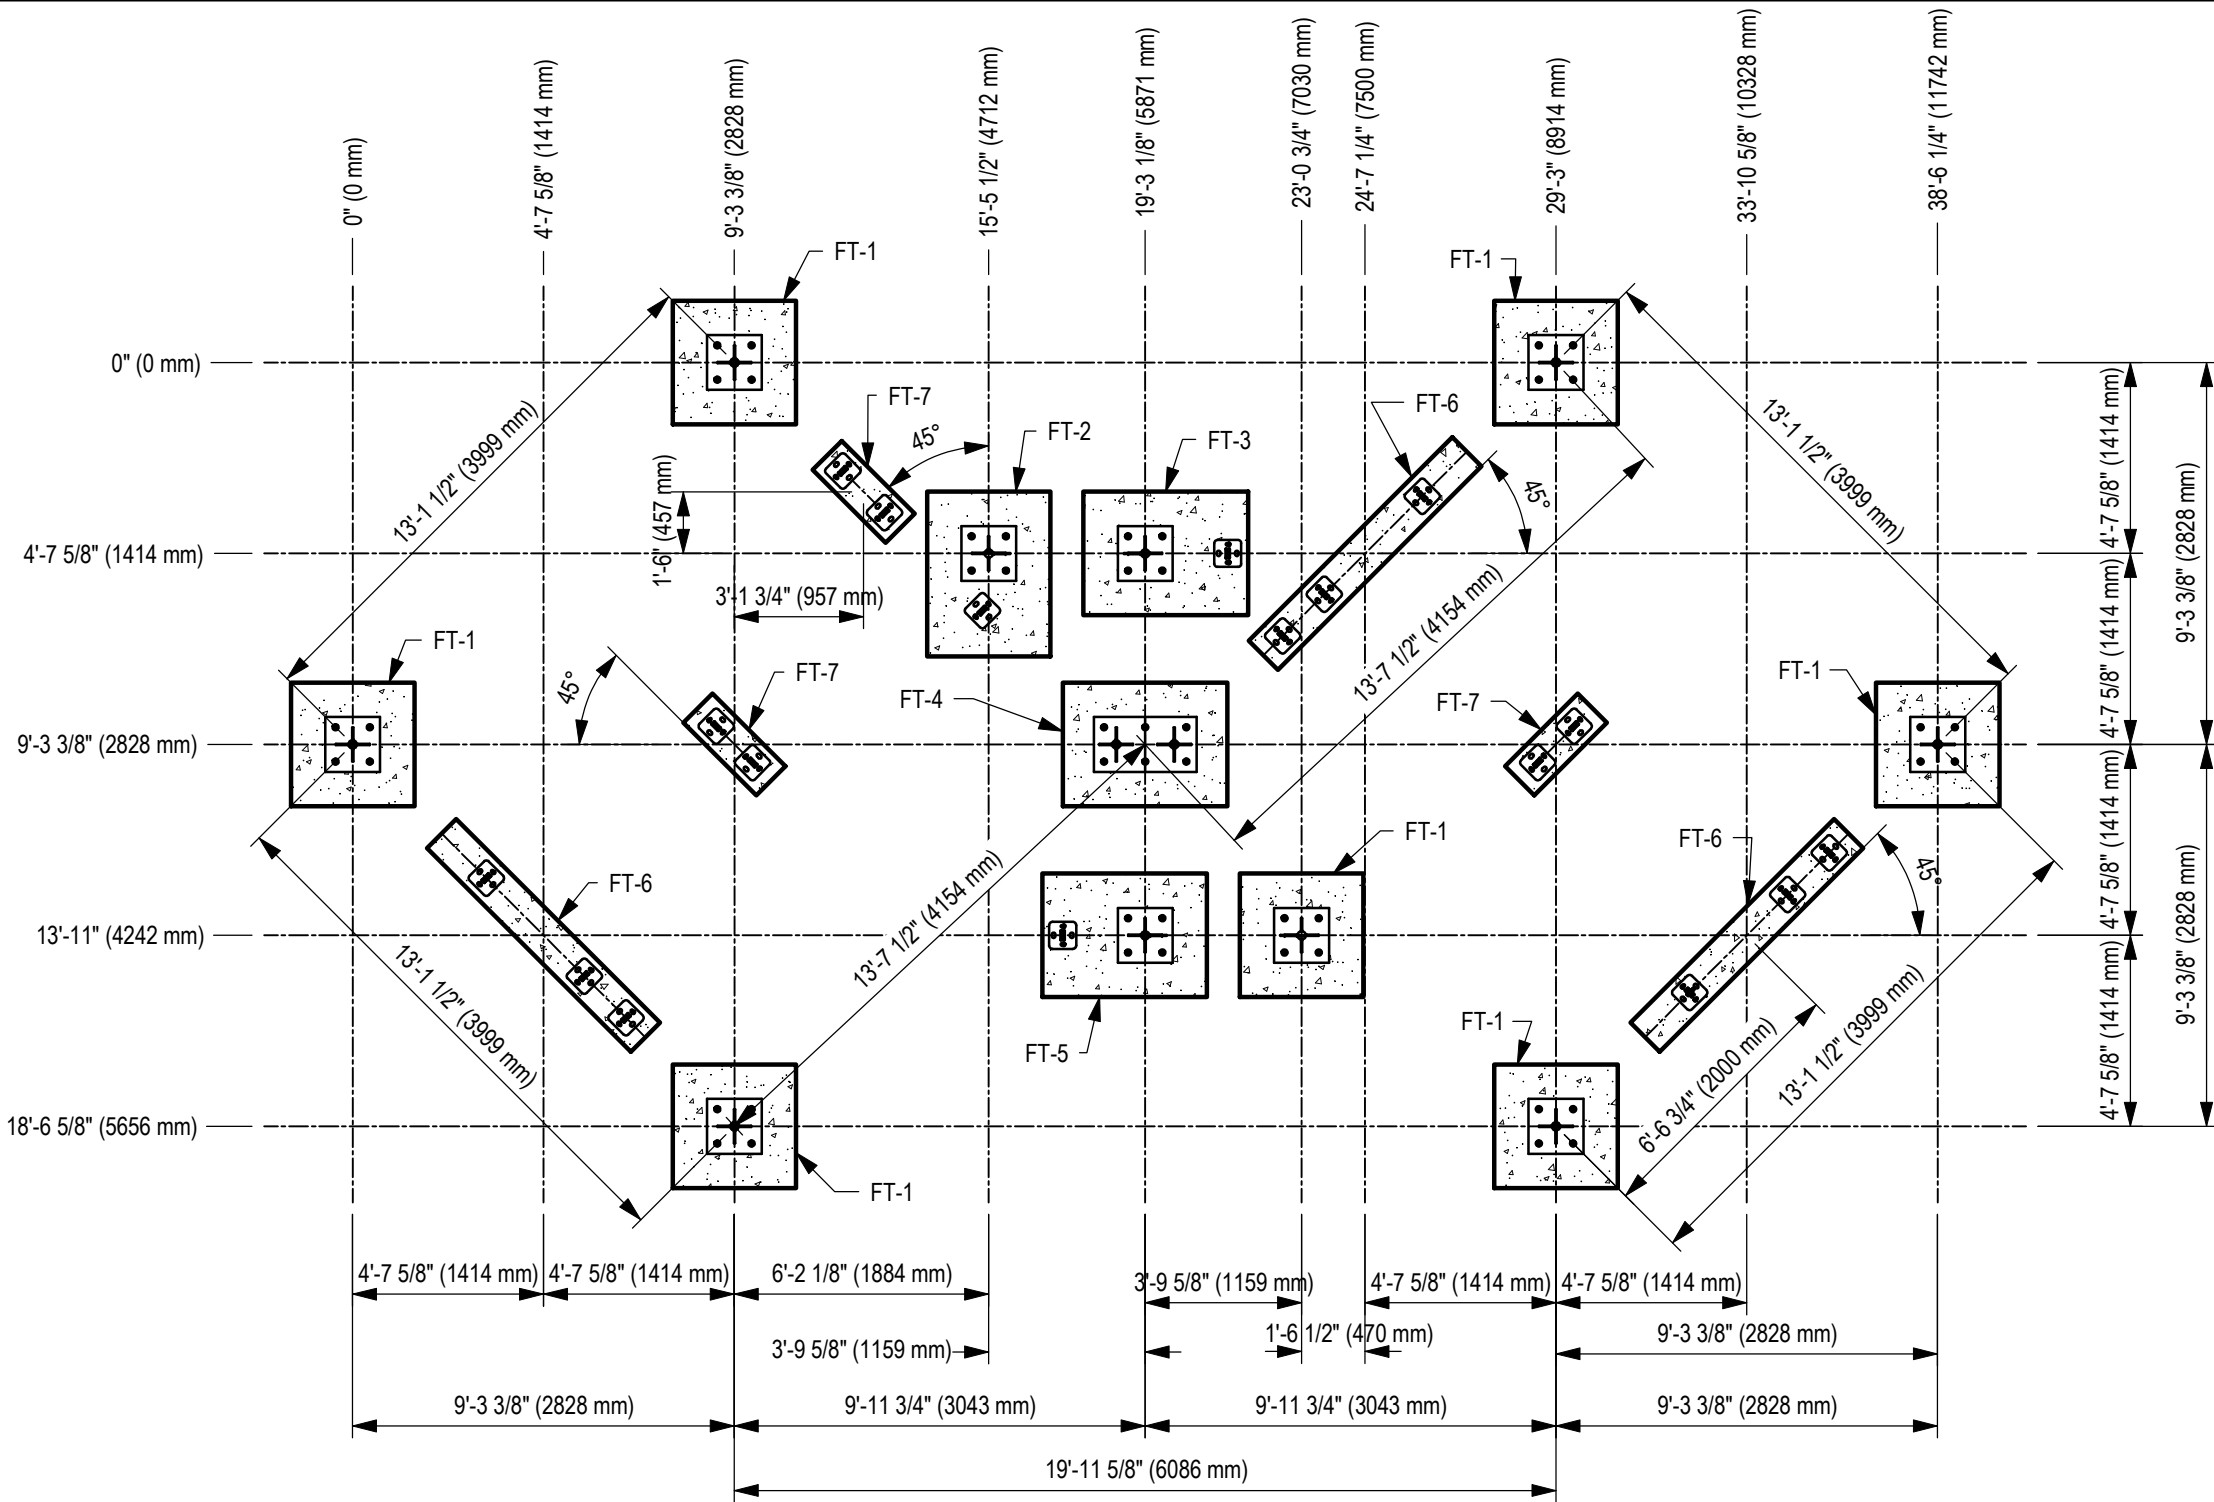 0" (0 mm)
4'-7 5/8" (1414 mm)
9'-3 3/8" (2828 mm)
15'-5 1/2" (4712 mm)
19'-3 1/8" (5871 mm)
23'-0 3/4" (7030 mm)
24'-7 1/4" (7500 mm)
29'-3" (8914 mm)
33'-10 5/8" (10328 mm)
38'-6 1/4" (11742 mm)
FT-1
FT-1
0" (0 mm)
13'-1 1/2" (3999 mm)
FT-7
45°
FT-2
FT-3
FT-6
13'-1 1/2" (3999 mm)
4'-7 5/8" (1414 mm)
9'-3 3/8" (2828 mm)
1'-6" (457 mm)
45°
4'-7 5/8" (1414 mm)
3'-1 3/4" (957 mm)
13'-7 1/2" (4154 mm)
4'-7 5/8" (1414 mm)
FT-1
45°
FT-7
FT-4
FT-7
FT-1
9'-3 3/8" (2828 mm)
FT-1
FT-6
45°
4'-7 5/8" (1414 mm)
9'-3 3/8" (2828 mm)
FT-6
13'-7 1/2" (4154 mm)
13'-11" (4242 mm)
13'-1 1/2" (3999 mm)
FT-5
FT-1
6'-6 3/4" (2000 mm)
13'-1 1/2" (3999 mm)
4'-7 5/8" (1414 mm)
18'-6 5/8" (5656 mm)
FT-1
4'-7 5/8" (1414 mm)
4'-7 5/8" (1414 mm)
6'-2 1/8" (1884 mm)
3'-9 5/8" (1159 mm)
4'-7 5/8" (1414 mm)
4'-7 5/8" (1414 mm)
3'-9 5/8" (1159 mm)
1'-6 1/2" (470 mm)
9'-3 3/8" (2828 mm)
9'-3 3/8" (2828 mm)
9'-11 3/4" (3043 mm)
9'-11 3/4" (3043 mm)
9'-3 3/8" (2828 mm)
19'-11 5/8" (6086 mm)